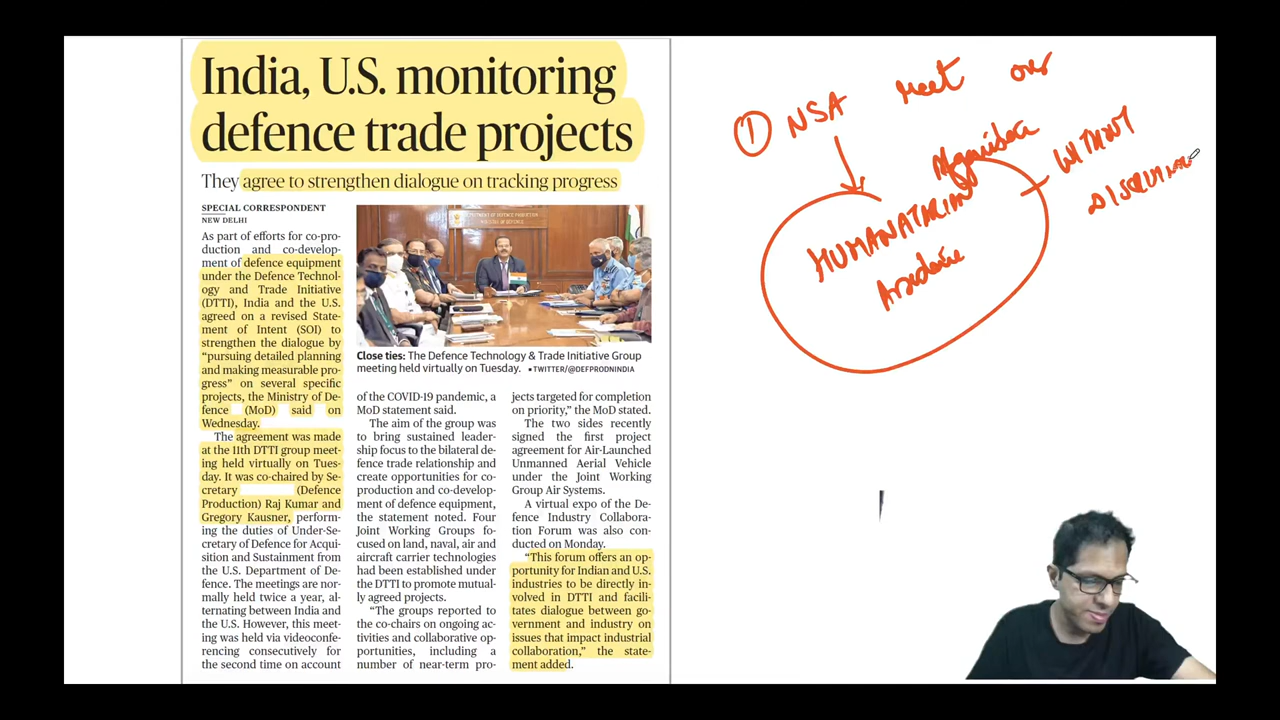 India, U.S. monitoring
defence trade projects
They agree to strengthen dialogue on tracking progress
SPECIAL CORRESPONDENT
NEW DELHI
As part of efforts for co-pro-
duction and co-develop-
ment of defence equipment
under the Defence Technol-
ogy and Trade Initiative
(DTTI), India and the U.S.
agreed on a revised State-
ment of Intent (SOI) to
strengthen the dialogue by
“pursuing detailed planning
and making measurable pro-
gress” on several specific
projects, the Ministry of De-
fence (MoD) said on
Wednesday.
The agreement was made
at the 11th DTTI group meet-
ing held virtually on Tues-
day. It was co-chaired by Se-
cretary (Defence
Production) Raj Kumar and
Gregory Kausner, perform-
ing the duties of Under-Se-
cretary of Defence for Acqui-
sition and Sustainment from
the U.S. Department of De-
fence. The meetings are nor-
mally held twice a year, al-
ternating between India and
the U.S. However, this meet-
ing was held via videoconfe-
rencing consecutively for
the second time on account
DEPARTMENT OF DEFENCE PRODUCTION
MINISTRY OF DEFENCE
Close ties: The Defence Technology & Trade Initiative Group
meeting held virtually on Tuesday. ▪ TWITTER/@DEFPRODNINDIA
of the COVID-19 pandemic, a
MoD statement said.
The aim of the group was
to bring sustained leader-
ship focus to the bilateral de-
fence trade relationship and
create opportunities for co-
production and co-develop-
ment of defence equipment,
the statement noted. Four
Joint Working Groups fo-
cused on land, naval, air and
aircraft carrier technologies
had been established under
the DTTI to promote mutual-
ly agreed projects.
“The groups reported to
the co-chairs on ongoing ac-
tivities and collaborative op-
portunities, including a
number of near-term pro-
jects targeted for completion
on priority,” the MoD stated.
The two sides recently
signed the first project
agreement for Air-Launched
Unmanned Aerial Vehicle
under the Joint Working
Group Air Systems.
A virtual expo of the De-
fence Industry Collabora-
tion Forum was also con-
ducted on Monday.
“This forum offers an op-
portunity for Indian and U.S.
industries to be directly in-
volved in DTTI and facili-
tates dialogue between go-
vernment and industry on
issues that impact industrial
collaboration,” the state-
ment added.
① NSA meet over
WITHOUT
HUMANATARIAN